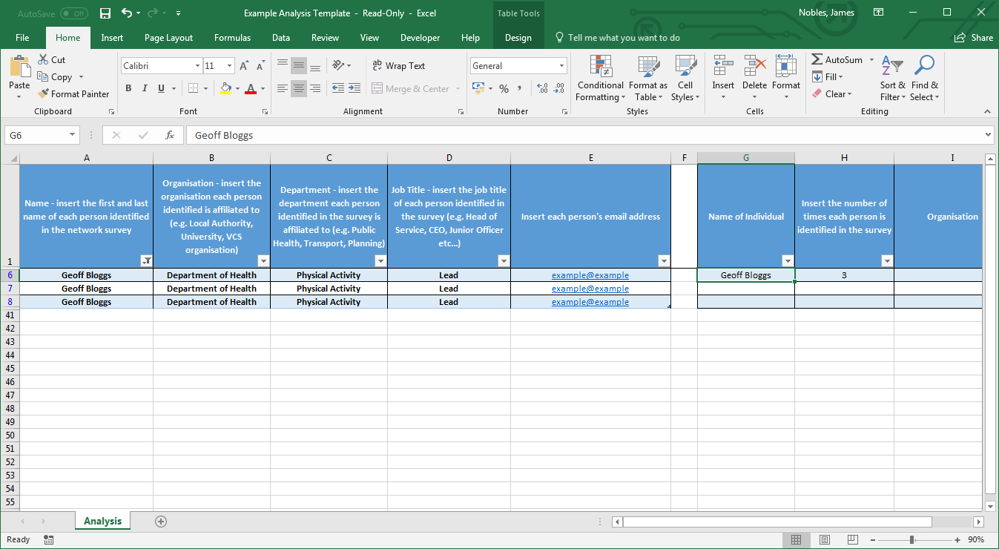 AutoSave Off
Example Analysis Template - Read-Only - Excel
Table Tools
Nobles, James
File Home Insert Page Layout Formulas Data Review View Developer Help Design Tell me what you want to do Share
Paste
Cut
Copy
Format Painter
Clipboard
Calibri 11
B I U A
Font
Wrap Text
Merge & Center
Alignment
General
% ,
Number
Conditional Formatting
Format as Table
Cell Styles
Styles
Insert
Delete
Format
Cells
AutoSum
Fill
Clear
Sort & Filter
Find & Select
Editing
G6 fx Geoff Bloggs
A B C D E F G H I
1
Name - insert the first and last
name of each person identified
in the network survey
Organisation - insert the
organisation each person
identified is affiliated to
(e.g. Local Authority,
University, VCS
organisation)
Department - insert the
department each person
identified in the survey is
affiliated to (e.g. Public
Health, Transport, Planning)
Job Title - insert the job title
of each person identified in
the survey (e.g. Head of
Service, CEO, Junior Officer
etc...)
Insert each person's email address
Name of Individual
Insert the number of
times each person is
identified in the survey
Organisation
6 Geoff Bloggs Department of Health Physical Activity Lead example@example Geoff Bloggs 3
7 Geoff Bloggs Department of Health Physical Activity Lead example@example
8 Geoff Bloggs Department of Health Physical Activity Lead example@example
41
42
43
44
45
46
47
48
49
50
51
52
53
54
55
Analysis
Ready
90%